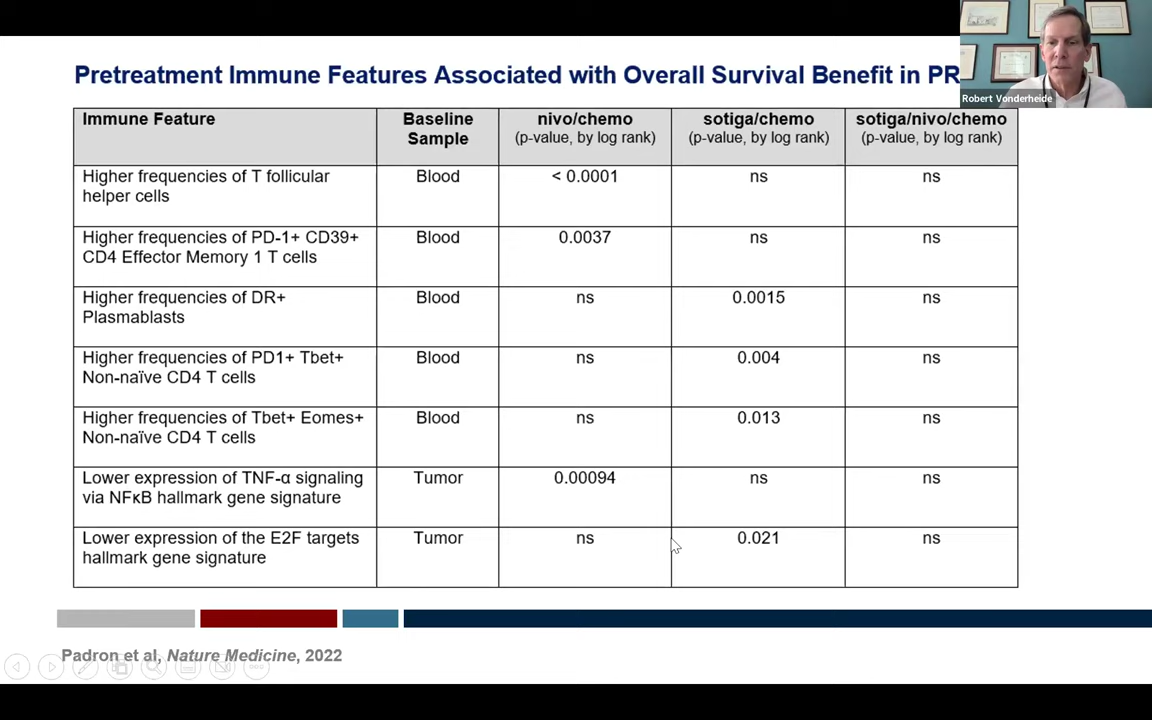 Pretreatment Immune Features Associated with Overall Survival Benefit in PR
Robert Vonderheide
Immune Feature
Baseline
Sample
nivo/chemo
(p-value, by log rank)
sotiga/chemo
(p-value, by log rank)
sotiga/nivo/chemo
(p-value, by log rank)
Higher frequencies of T follicular
helper cells
Blood
< 0.0001
ns
ns
Higher frequencies of PD-1+ CD39+
CD4 Effector Memory 1 T cells
Blood
0.0037
ns
ns
Higher frequencies of DR+
Plasmablasts
Blood
ns
0.0015
ns
Higher frequencies of PD1+ Tbet+
Non-naïve CD4 T cells
Blood
ns
0.004
ns
Higher frequencies of Tbet+ Eomes+
Non-naïve CD4 T cells
Blood
ns
0.013
ns
Lower expression of TNF-α signaling
via NFκB hallmark gene signature
Tumor
0.00094
ns
ns
Lower expression of the E2F targets
hallmark gene signature
Tumor
ns
0.021
ns
Padron et al, Nature Medicine, 2022